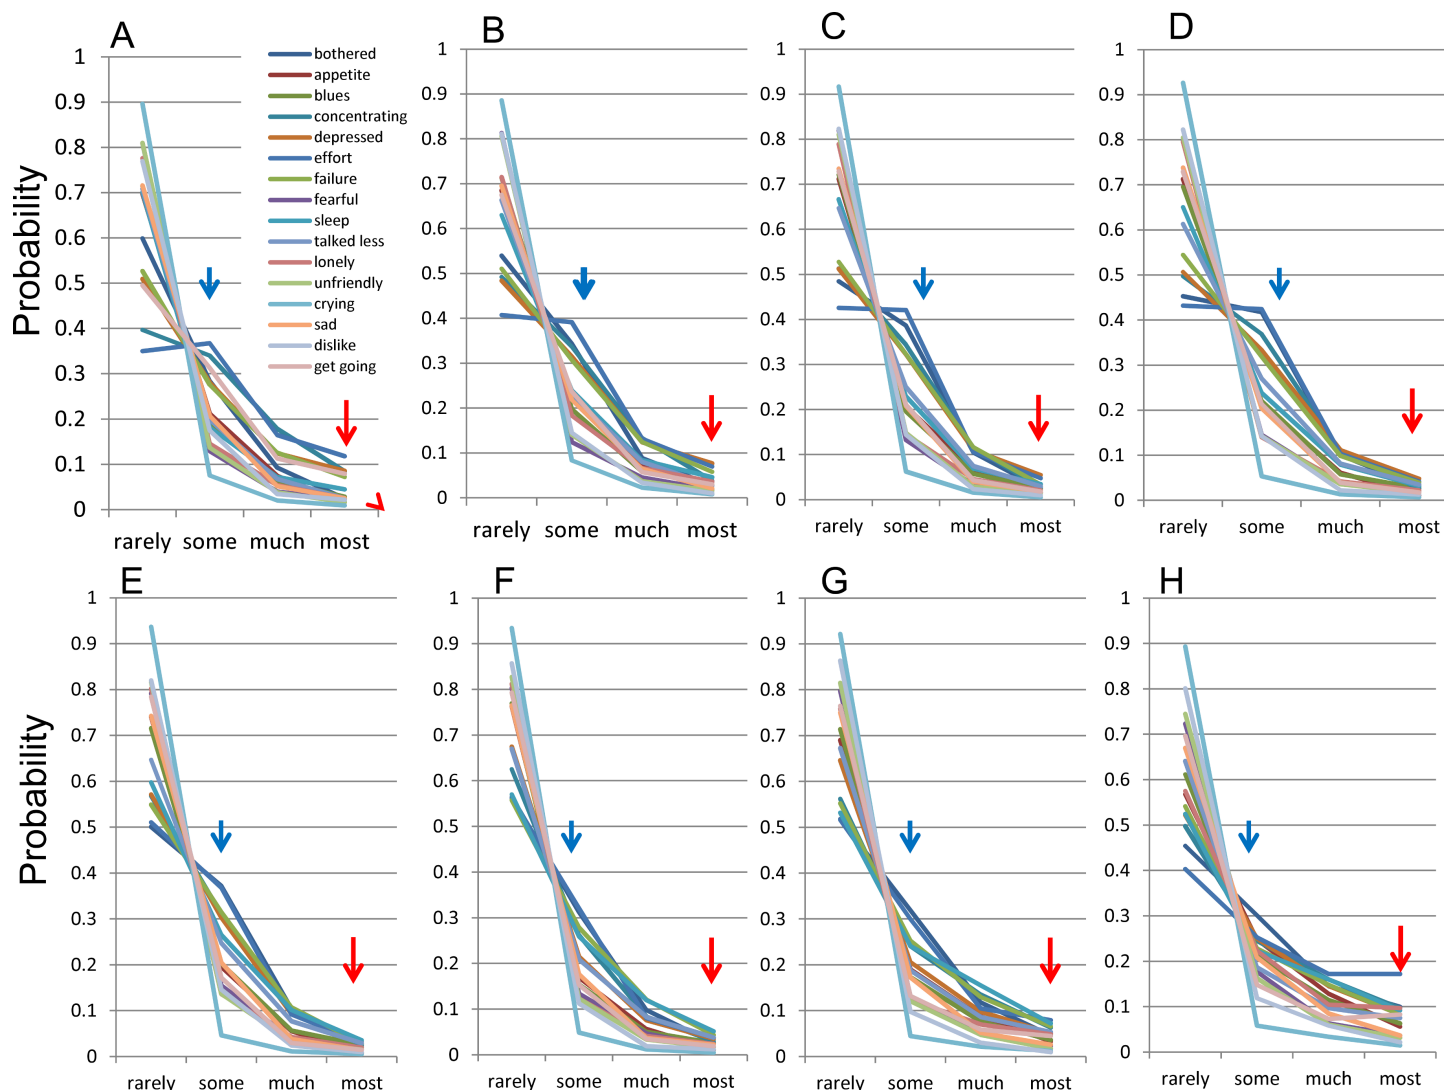 A
B
C
D
1
0.9
0.8
0.7
0.6
0.5
0.4
0.3
0.2
0.1
0
Probability
bothered
appetite
blues
concentrating
depressed
effort
failure
fearful
sleep
talked less
lonely
unfriendly
crying
sad
dislike
get going
rarely some much most
1
0.9
0.8
0.7
0.6
0.5
0.4
0.3
0.2
0.1
0
rarely some much most
1
0.9
0.8
0.7
0.6
0.5
0.4
0.3
0.2
0.1
0
rarely some much most
1
0.9
0.8
0.7
0.6
0.5
0.4
0.3
0.2
0.1
0
rarely some much most
E
F
G
H
1
0.9
0.8
0.7
0.6
0.5
0.4
0.3
0.2
0.1
0
Probability
rarely some much most
1
0.9
0.8
0.7
0.6
0.5
0.4
0.3
0.2
0.1
0
rarely some much most
1
0.9
0.8
0.7
0.6
0.5
0.4
0.3
0.2
0.1
0
rarely some much most
1
0.9
0.8
0.7
0.6
0.5
0.4
0.3
0.2
0.1
0
rarely some much most